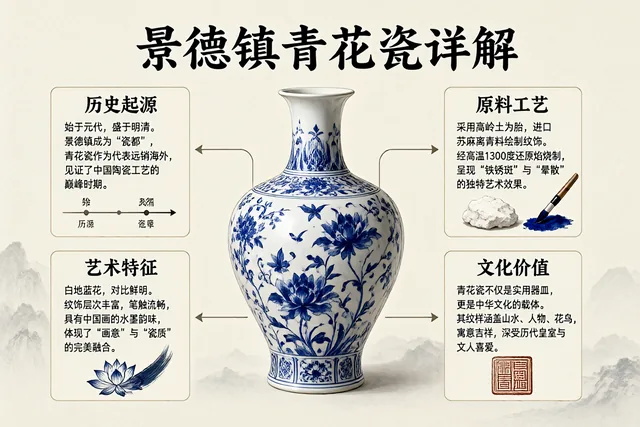 景德镇青花瓷详解
历史起源
始于元代，盛于明清。
景德镇成为“瓷都”，
青花瓷作为代表远销海外，
见证了中国陶瓷工艺的
巅峰时期。
原料工艺
采用高岭土为胎，进口
苏麻离青料绘制纹饰。
经高温1300度还原焰烧制，
呈现“铁锈斑”与“晕散”
的独特艺术效果。
艺术特征
白地蓝花，对比鲜明。
纹饰层次丰富，笔触流畅，
具有中国画的水墨韵味，
体现了“画意”与“瓷质”
的完美融合。
文化价值
青花瓷不仅是实用器皿，
更是中华文化的载体。
其纹样涵盖山水、人物、花鸟，
寓意吉祥，深受历代皇室与
文人喜爱。